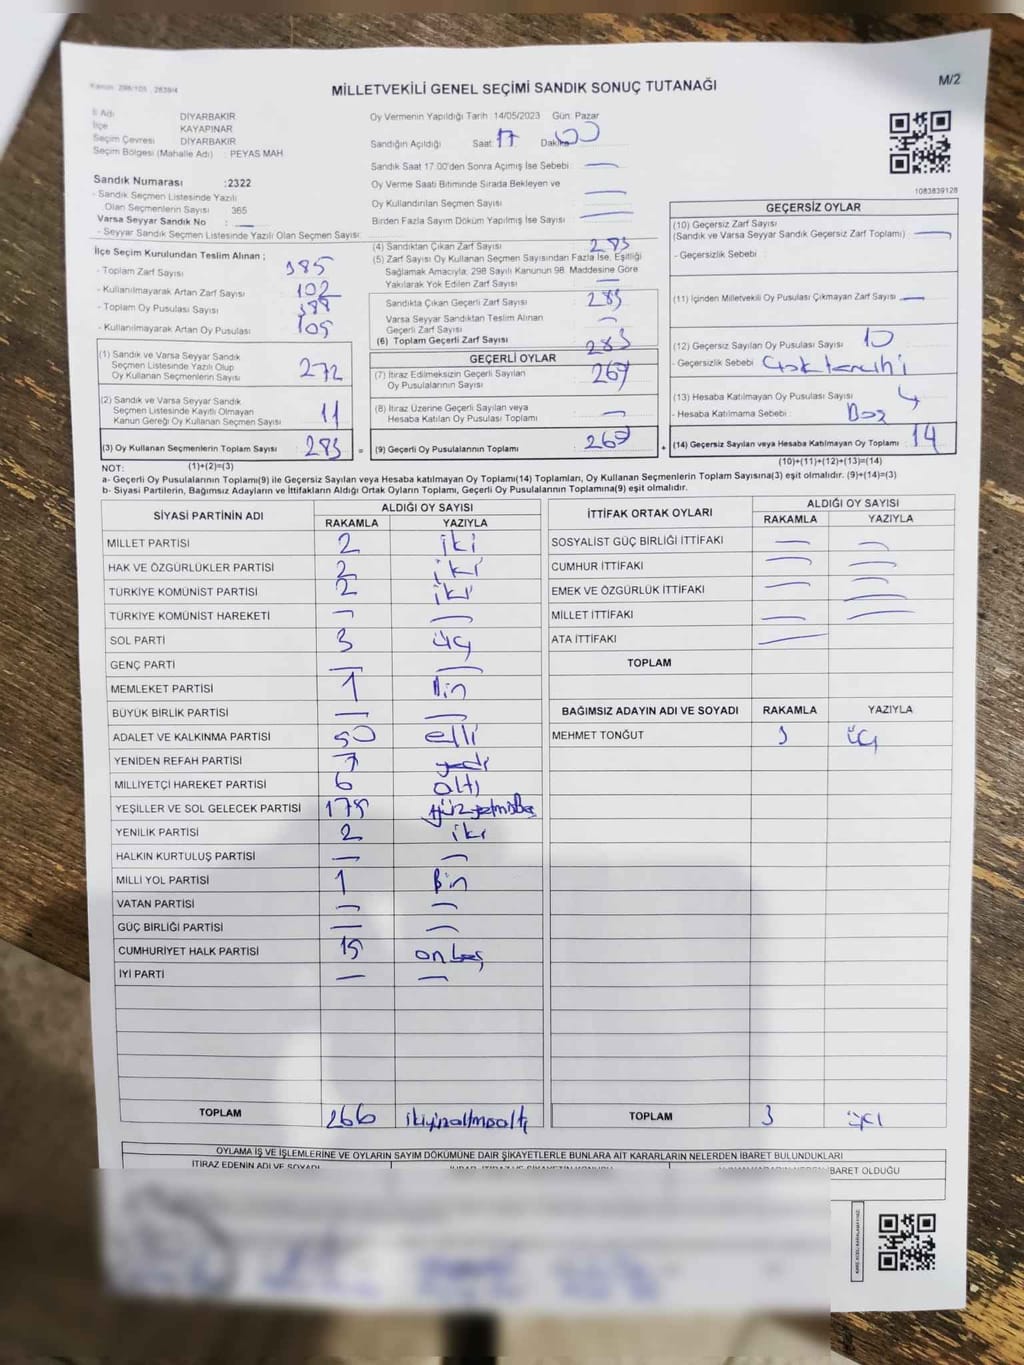 Kanun: 298/105 , 2839/4
MİLLETVEKİLİ GENEL SEÇİMİ SANDIK SONUÇ TUTANAĞI
M/2
İl Adı DİYARBAKIR
İlçe KAYAPINAR
Seçim Çevresi DİYARBAKIR
Seçim Bölgesi (Mahalle Adı) : PEYAS MAH
Sandık Numarası :2322
- Sandık Seçmen Listesinde Yazılı
Olan Seçmenlerin Sayısı : 365
Varsa Seyyar Sandık No : —
- Seyyar Sandık Seçmen Listesinde Yazılı Olan Seçmen Sayısı:
İlçe Seçim Kurulundan Teslim Alınan ;
- Toplam Zarf Sayısı 385
- Kullanılmayarak Artan Zarf Sayısı 102
- Toplam Oy Pusulası
- Kullanılmayarak Artan Oy Pusulası 105
(1) Sandık ve Varsa Seyyar Sandık
Seçmen Listesinde Yazılı Olup
Oy Kullanan Seçmenlerin Sayısı 272
(2) Sandık ve Varsa Seyyar Sandık
Seçmen Listesinde Kayıtlı Olmayan
Kanun Gereği Oy Kullanan Seçmen Sayısı 11
(3) Oy Kullanan Seçmenlerin Toplam Sayısı 283 =
Oy Vermenin Yapıldığı Tarih: 14/05/2023 Gün: Pazar
Sandığın Açıldığı Saat: 17 Dakika 00
Sandık Saat 17.00'den Sonra Açımış İse Sebebi : —
Oy Verme Saati Bitiminde Sırada Bekleyen ve
Oy Kullandırılan Seçmen Sayısı : —
Birden Fazla Sayım Döküm Yapılmış İse Sayısı : —
(4) Sandıktan Çıkan Zarf Sayısı : 283
(5) Zarf Sayısı Oy Kullanan Seçmen Sayısından Fazla İse, Eşitliği
Sağlamak Amacıyla; 298 Sayılı Kanunun 98. Maddesine Göre
Yakılarak Yok Edilen Zarf Sayısı : —
Sandıkta Çıkan Geçerli Zarf Sayısı : 283
Varsa Seyyar Sandıktan Teslim Alınan
Geçerli Zarf Sayısı : —
(6) Toplam Geçerli Zarf Sayısı : 283
GEÇERLİ OYLAR
(7) İtiraz Edilmeksizin Geçerli Sayılan
Oy Pusulalarının Sayısı : 269
(8) İtiraz Üzerine Geçerli Sayılan veya
Hesaba Katılan Oy Pusulası Toplamı : —
(9) Geçerli Oy Pusulalarının Toplamı : 269 +
1083839128
GEÇERSİZ OYLAR
(10) Geçersiz Zarf Sayısı
(Sandık ve Varsa Seyyar Sandık Geçersiz Zarf Toplamı) : —
- Geçersizlik Sebebi :
(11) İçinden Milletvekili Oy Pusulası Çıkmayan Zarf Sayısı : —
(12) Geçersiz Sayılan Oy Pusulası Sayısı : 10
- Geçersizlik Sebebi : Çok tercihi
(13) Hesaba Katılmayan Oy Pusulası Sayısı : 4
- Hesaba Katılmama Sebebi : Boş
(14) Geçersiz Sayılan veya Hesaba Katılmayan Oy Toplamı : 14
NOT: (1)+(2)=(3)
(10)+(11)+(12)+(13)=(14)
a- Geçerli Oy Pusulalarının Toplamı(9) ile Geçersiz Sayılan veya Hesaba katılmayan Oy Toplamı(14) Toplamları, Oy Kullanan Seçmenlerin Toplam Sayısına(3) eşit olmalıdır. (9)+(14)=(3)
b- Siyasi Partilerin, Bağımsız Adayların ve İttifakların Aldığı Ortak Oyların Toplamı, Geçerli Oy Pusulalarının Toplamına(9) eşit olmalıdır.
SİYASİ PARTİNİN ADI ALDIĞI OY SAYISI
RAKAMLA YAZIYLA
MİLLET PARTİSİ 2 iki
HAK VE ÖZGÜRLÜKLER PARTİSİ 2 iki
TÜRKİYE KOMÜNİST PARTİSİ 2 iki
TÜRKİYE KOMÜNİST HAREKETİ — —
SOL PARTİ 3 üç
GENÇ PARTİ — —
MEMLEKET PARTİSİ 1 Bir
BÜYÜK BİRLİK PARTİSİ — —
ADALET VE KALKINMA PARTİSİ 50 elli
YENİDEN REFAH PARTİSİ 7 yedi
MİLLİYETÇİ HAREKET PARTİSİ 6 altı
YEŞİLLER VE SOL GELECEK PARTİSİ 175 yüzyetmişbeş
YENİLİK PARTİSİ 2 iki
HALKIN KURTULUŞ PARTİSİ — —
MİLLİ YOL PARTİSİ 1 Bir
VATAN PARTİSİ — —
GÜÇ BİRLİĞİ PARTİSİ — —
CUMHURİYET HALK PARTİSİ 15 onbeş
İYİ PARTİ — —
TOPLAM 266 ikiyüzaltmışaltı
İTTİFAK ORTAK OYLARI ALDIĞI OY SAYISI
RAKAMLA YAZIYLA
SOSYALİST GÜÇ BİRLİĞİ İTTİFAKI — —
CUMHUR İTTİFAKI — —
EMEK VE ÖZGÜRLÜK İTTİFAKI — —
MİLLET İTTİFAKI — —
ATA İTTİFAKI —
TOPLAM
BAĞIMSIZ ADAYIN ADI VE SOYADI RAKAMLA YAZIYLA
MEHMET TONĞUT 3 üç
TOPLAM 3 üç
OYLAMA İŞ VE İŞLEMLERİNE VE OYLARIN SAYIM DÖKÜMÜNE DAİR ŞİKAYETLERLE BUNLARA AİT KARARLARIN NELERDEN İBARET BULUNDUKLARI
İTİRAZ EDENİN ADI VE SOYADI
İBARET OLDUĞU